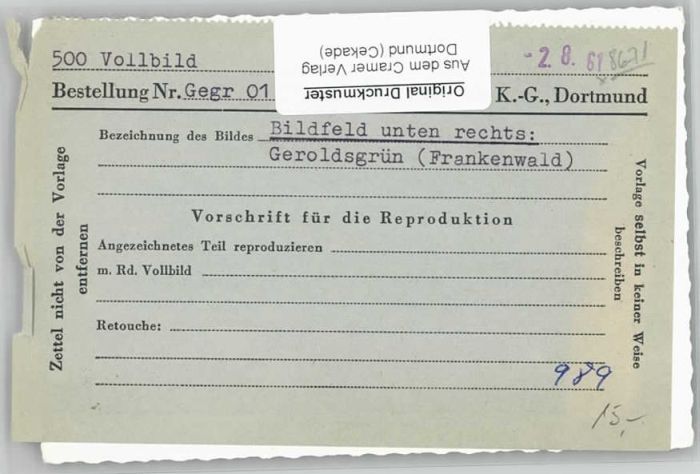 500 Vollbild
- 2. 8. 61
8671
Original Druckmuster
Aus dem Cramer Verlag
Dortmund (Cekade)
Bestellung Nr. Gegr 01 K.-G., Dortmund
Bezeichnung des Bildes Bildfeld unten rechts:
Geroldsgrün (Frankenwald)
Vorschrift für die Reproduktion
Angezeichnetes Teil reproduzieren
m. Rd. Vollbild
Retouche:
989
15,-
Zettel nicht von der Vorlage
entfernen
Vorlage selbst in keiner Weise
beschreiben